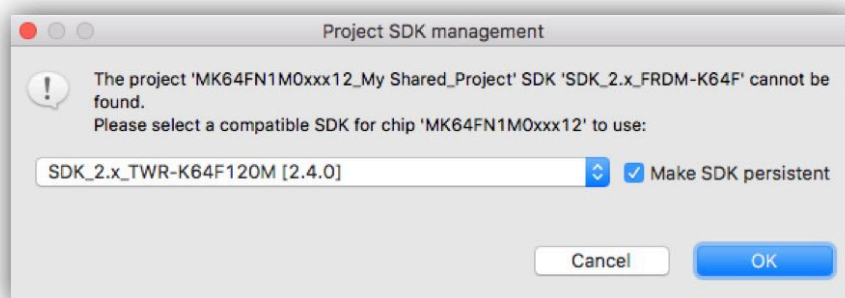 Project SDK management
The project 'MK64FN1M0xxx12_My Shared_Project' SDK 'SDK_2.x_FRDM-K64F' cannot be
found.
Please select a compatible SDK for chip 'MK64FN1M0xxx12' to use:
SDK_2.x_TWR-K64F120M [2.4.0] Make SDK persistent
Cancel OK